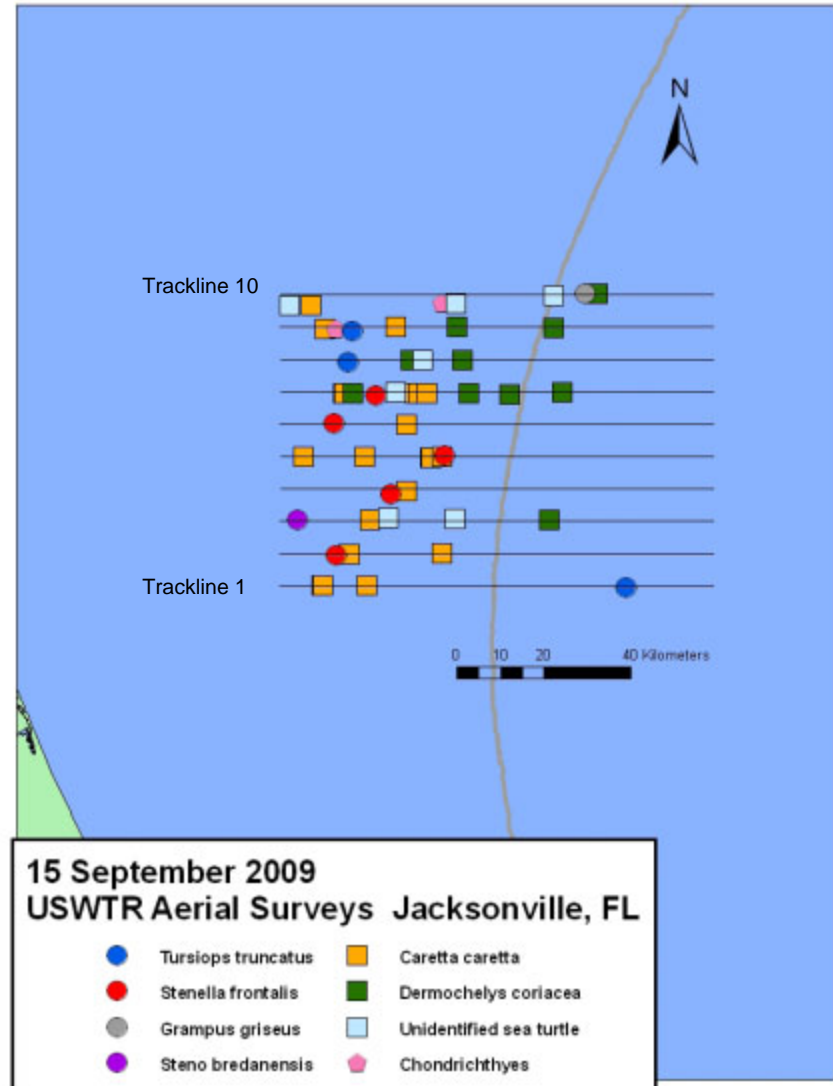 N
Trackline 10
Trackline 1
0 10 20 40 Kilometers
15 September 2009
USWTR Aerial Surveys Jacksonville, FL
Tursiops truncatus Caretta caretta
Stenella frontalis Dermochelys coriacea
Grampus griseus Unidentified sea turtle
Steno bredanensis Chondrichthyes